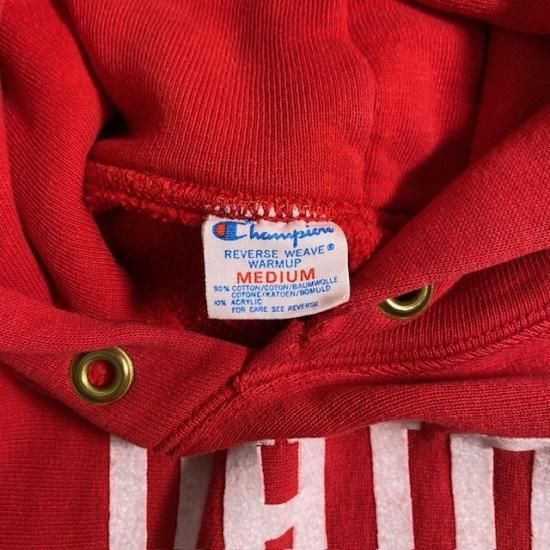 Champion
REVERSE WEAVE®
WARMUP
MEDIUM
90% COTTON/COTON/BAUMWOLLE
COTONE/KATOEN/BOMULD
10% ACRYLIC
FOR CARE SEE REVERSE